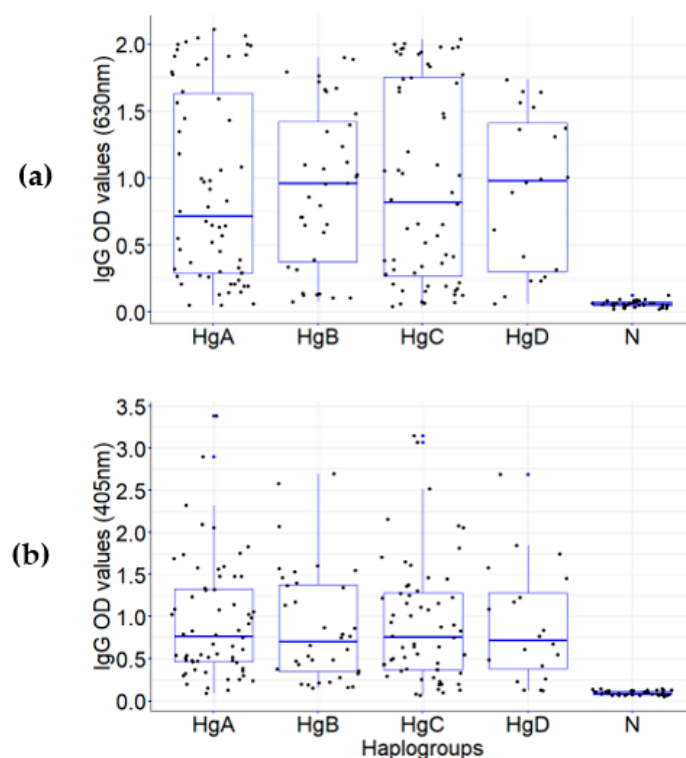 (a)
IgG OD values (630nm)
2.0
1.5
1.0
0.5
0.0
HgA HgB HgC HgD N
(b)
IgG OD values (405nm)
3.5
3.0
2.5
2.0
1.5
1.0
0.5
0.0
HgA HgB HgC HgD N
Haplogroups